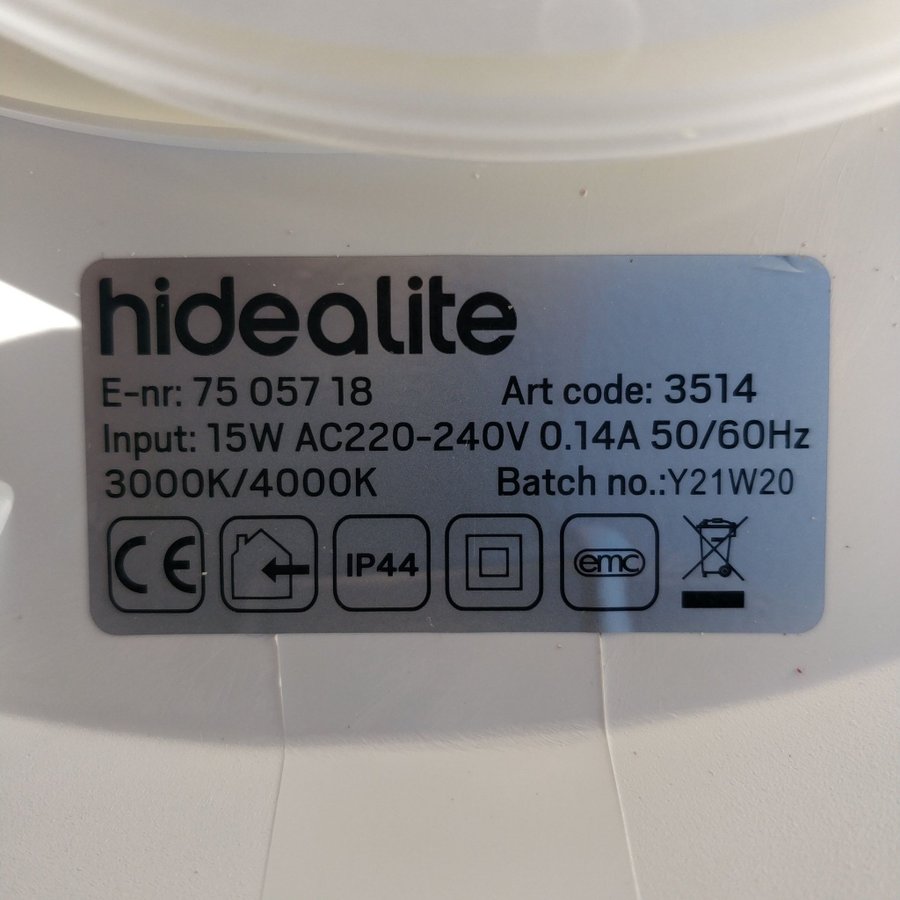 hidealite
E-nr: 75 057 18 Art code: 3514
Input: 15W AC220-240V 0.14A 50/60Hz
3000K/4000K Batch no.:Y21W20
CE IP44 emc